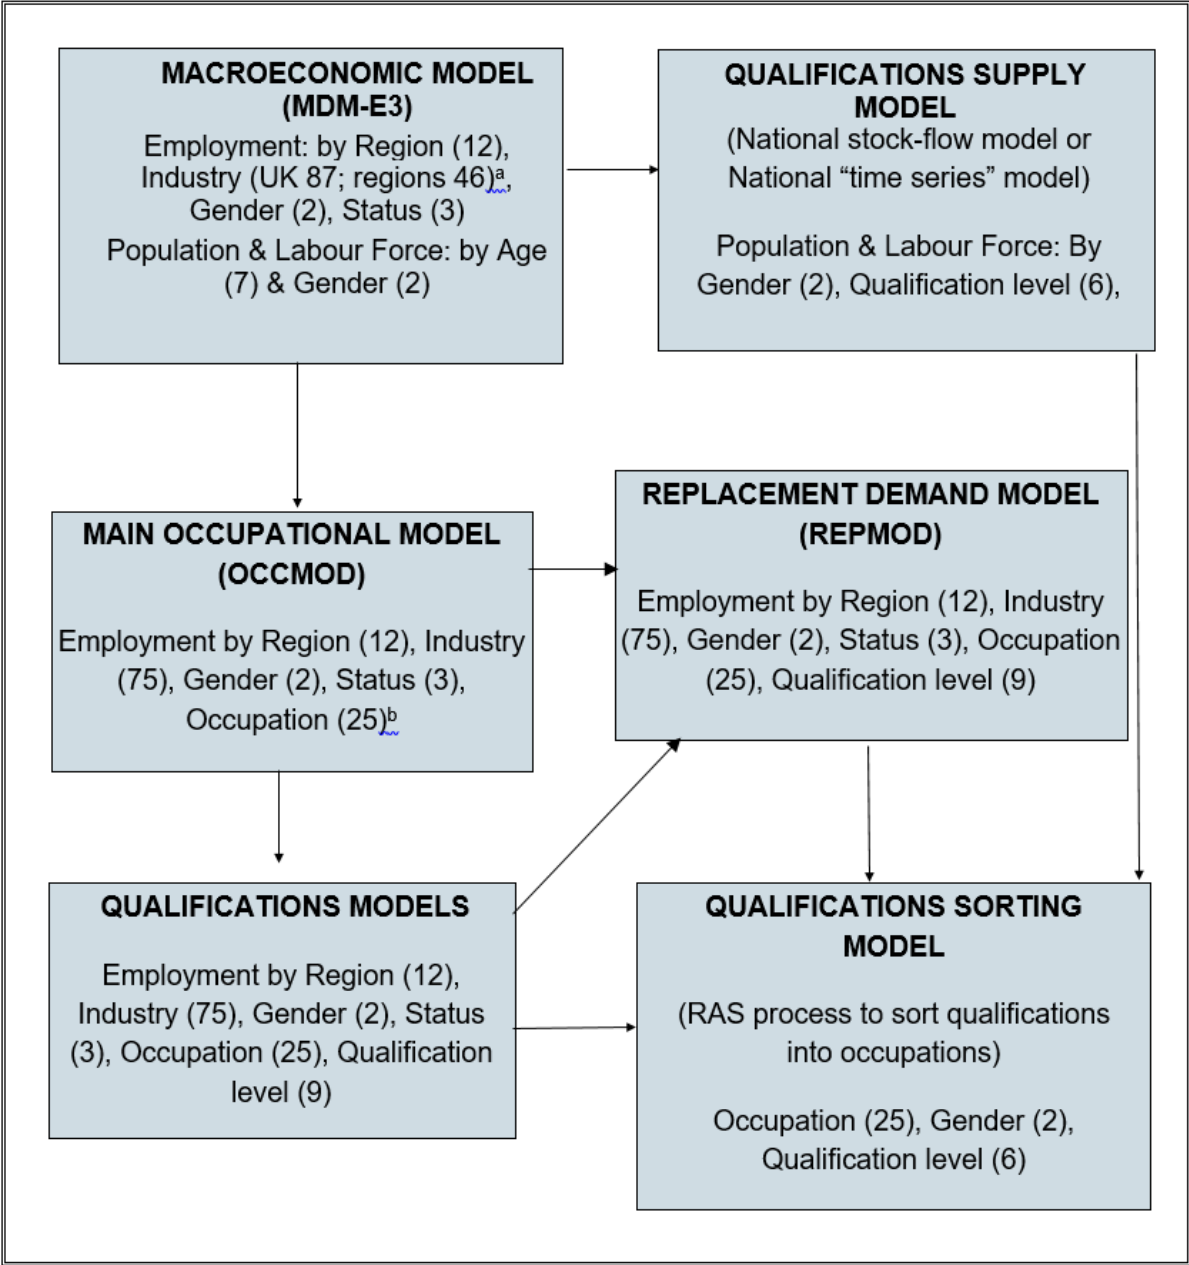 MACROECONOMIC MODEL
(MDM-E3)
Employment: by Region (12),
Industry (UK 87; regions 46)ᵃ,
Gender (2), Status (3)
Population & Labour Force: by Age
(7) & Gender (2)
QUALIFICATIONS SUPPLY
MODEL
(National stock-flow model or
National “time series” model)
Population & Labour Force: By
Gender (2), Qualification level (6),
MAIN OCCUPATIONAL MODEL
(OCCMOD)
Employment by Region (12), Industry
(75), Gender (2), Status (3),
Occupation (25)ᵇ
REPLACEMENT DEMAND MODEL
(REPMOD)
Employment by Region (12), Industry
(75), Gender (2), Status (3), Occupation
(25), Qualification level (9)
QUALIFICATIONS MODELS
Employment by Region (12),
Industry (75), Gender (2), Status
(3), Occupation (25), Qualification
level (9)
QUALIFICATIONS SORTING
MODEL
(RAS process to sort qualifications
into occupations)
Occupation (25), Gender (2),
Qualification level (6)